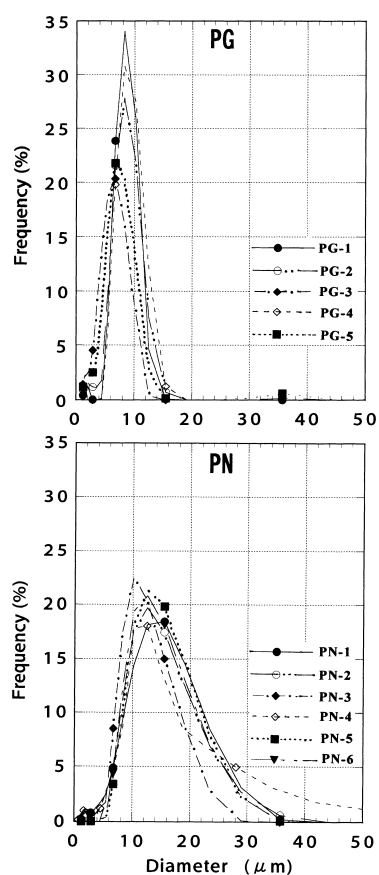 PG
35
30
25
20
15
10
5
0
Frequency (%)
PG-1
PG-2
PG-3
PG-4
PG-5
0 10 20 30 40 50
PN
35
30
25
20
15
10
5
0
Frequency (%)
PN-1
PN-2
PN-3
PN-4
PN-5
PN-6
0 10 20 30 40 50
Diameter (μm)